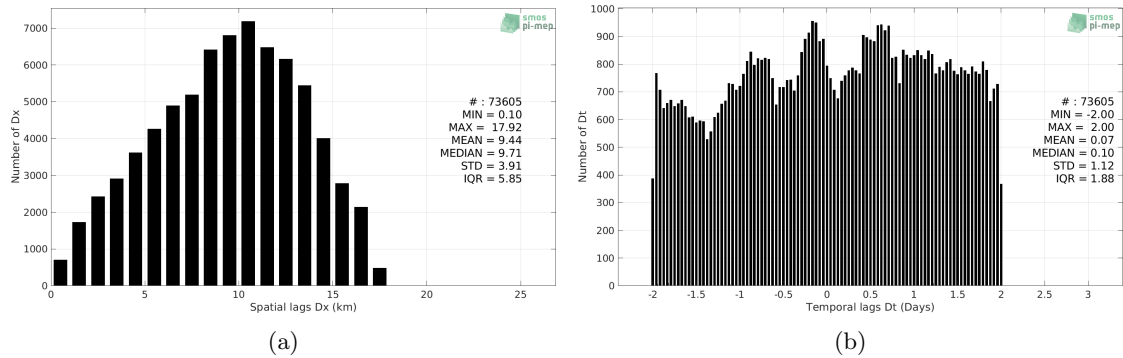 smos
pi-mep
7000
6000
5000
4000
3000
2000
1000
0
Number of Dx
# : 73605
MIN = 0.10
MAX = 17.92
MEAN = 9.44
MEDIAN = 9.71
STD = 3.91
IQR = 5.85
0 5 10 15 20 25
Spatial lags Dx (km)
(a)
smos
pi-mep
1000
900
800
700
600
500
400
300
200
100
0
Number of Dt
# : 73605
MIN = -2.00
MAX = 2.00
MEAN = 0.07
MEDIAN = 0.10
STD = 1.12
IQR = 1.88
-2 -1.5 -1 -0.5 0 0.5 1 1.5 2 2.5 3
Temporal lags Dt (Days)
(b)